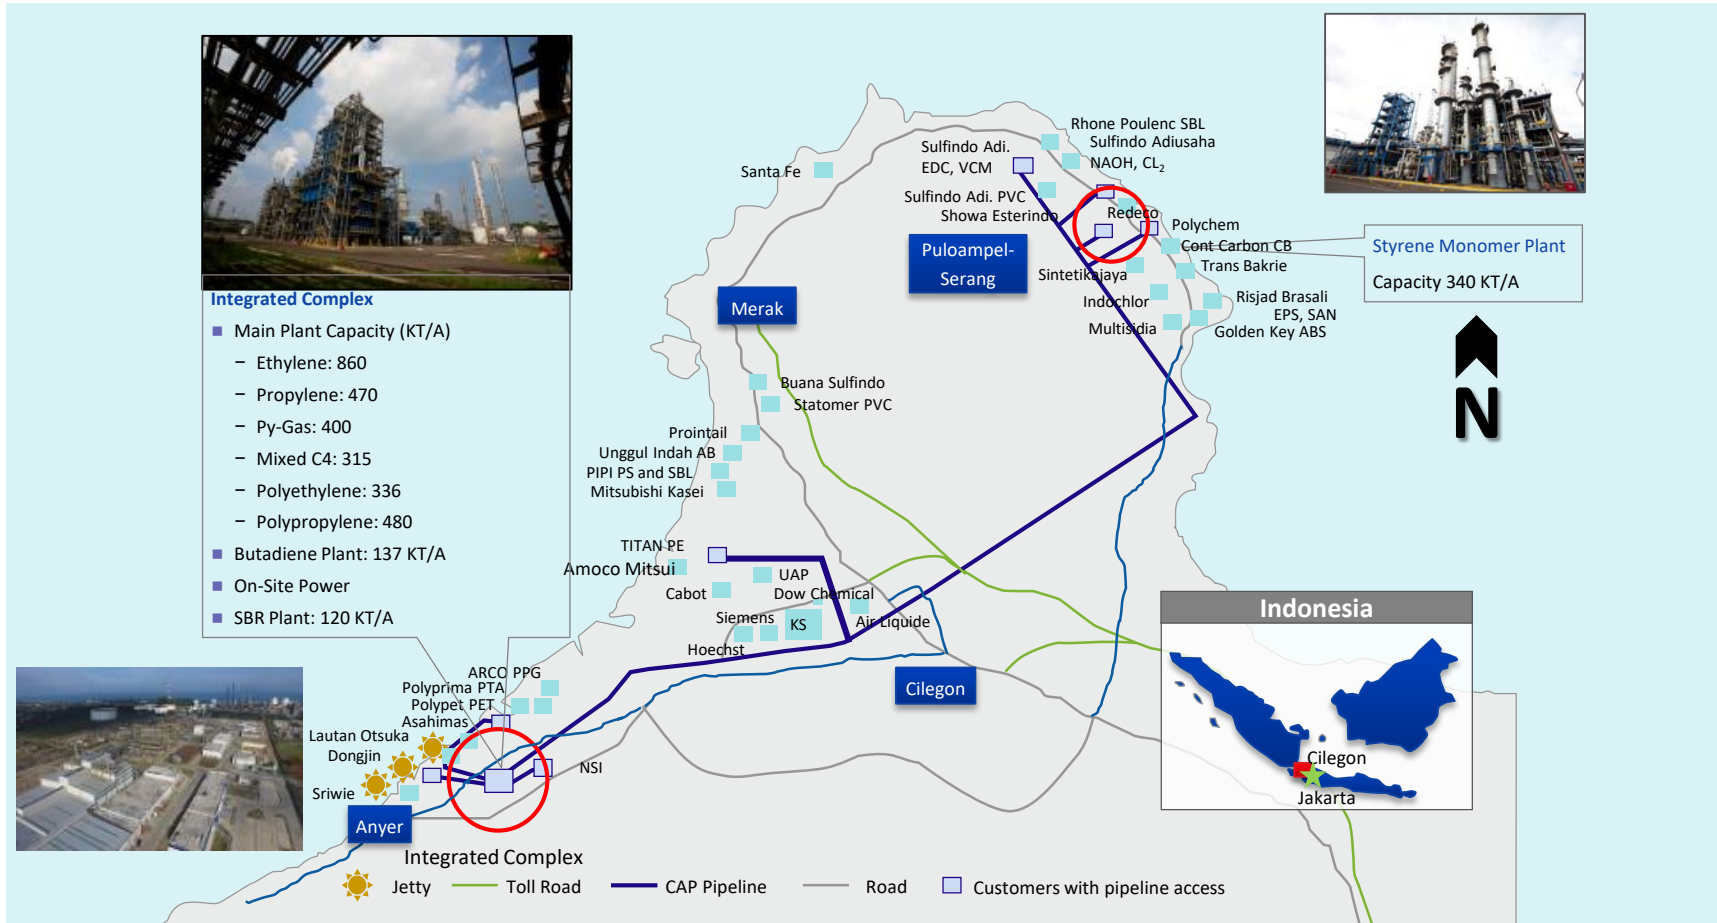 Integrated Complex
Main Plant Capacity (KT/A)
– Ethylene: 860
– Propylene: 470
– Py-Gas: 400
– Mixed C4: 315
– Polyethylene: 336
– Polypropylene: 480
Butadiene Plant: 137 KT/A
On-Site Power
SBR Plant: 120 KT/A
Santa Fe
Sulfindo Adi.
EDC, VCM
Rhone Poulenc SBL
Sulfindo Adiusaha
NAOH, CL₂
Sulfindo Adi. PVC
Showa Esterindo
Redeco
Polychem
Cont Carbon CB
Trans Bakrie
Puloampel-
Serang
Sintetikajaya
Indochlor
Multisidia
Risjad Brasali
EPS, SAN
Golden Key ABS
Styrene Monomer Plant
Capacity 340 KT/A
N
Merak
Buana Sulfindo
Statomer PVC
Prointail
Unggul Indah AB
PIPI PS and SBL
Mitsubishi Kasei
TITAN PE
Amoco Mitsui
Cabot
UAP
Dow Chemical
Siemens
KS
Air Liquide
Hoechst
Cilegon
ARCO PPG
Polyprima PTA
Polypet PET
Asahimas
Lautan Otsuka
Dongjin
Sriwie
NSI
Anyer
Integrated Complex
Indonesia
Cilegon
Jakarta
Jetty
Toll Road
CAP Pipeline
Road
Customers with pipeline access